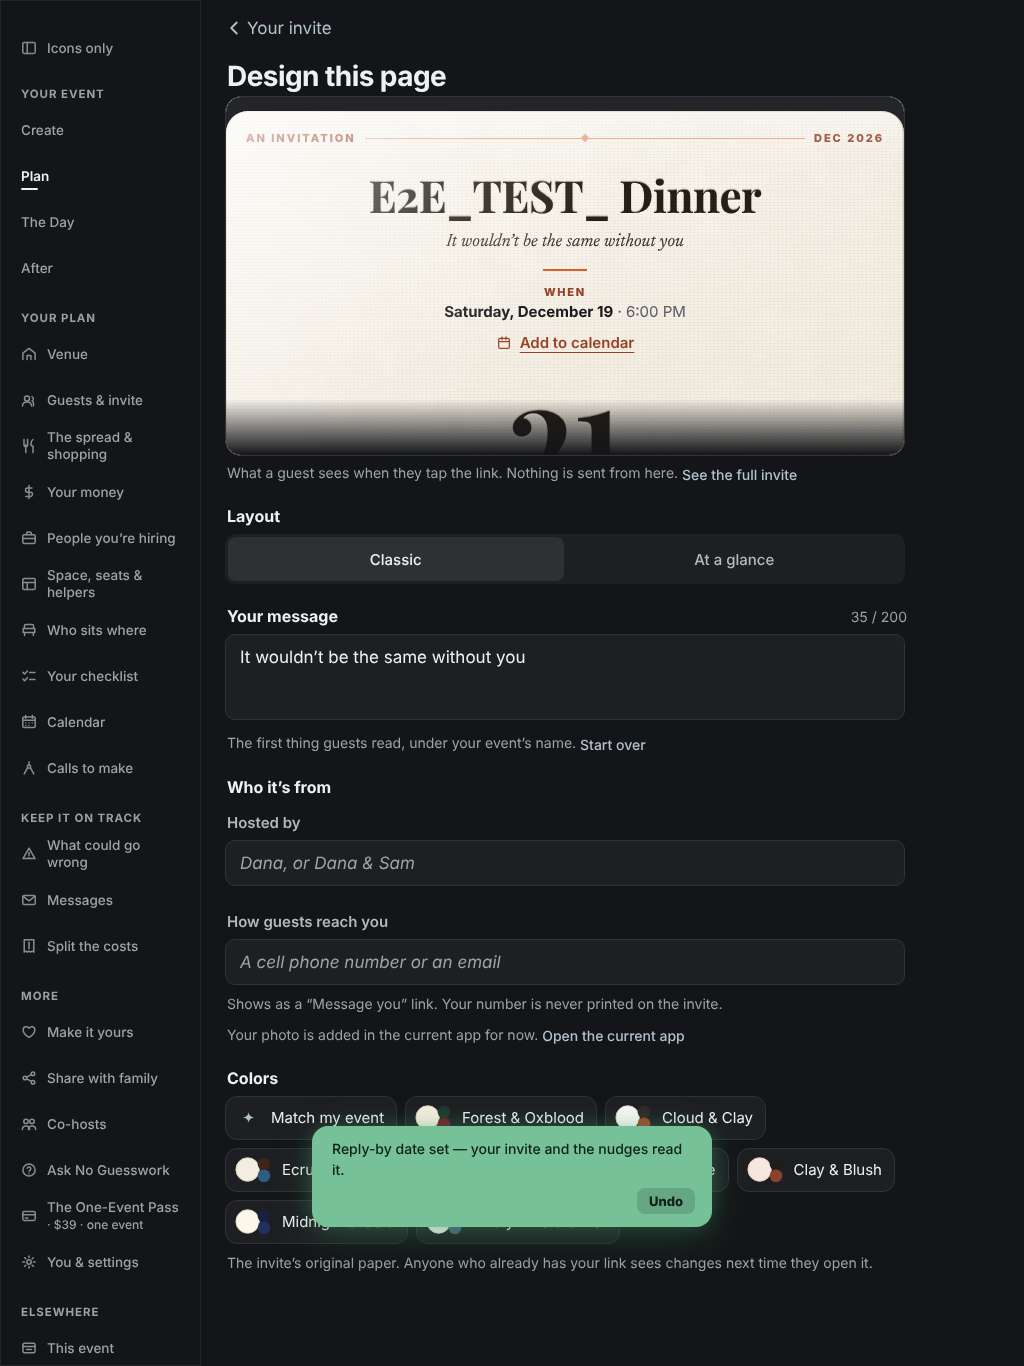 Icons only
YOUR EVENT
Create
Plan
The Day
After
YOUR PLAN
Venue
Guests & invite
The spread &
shopping
Your money
People you’re hiring
Space, seats &
helpers
Who sits where
Your checklist
Calendar
Calls to make
KEEP IT ON TRACK
What could go
wrong
Messages
Split the costs
MORE
Make it yours
Share with family
Co-hosts
Ask No Guesswork
The One-Event Pass
· $39 · one event
You & settings
ELSEWHERE
This event
Your invite
Design this page
AN INVITATION
DEC 2026
E2E_TEST_ Dinner
It wouldn’t be the same without you
WHEN
Saturday, December 19 · 6:00 PM
Add to calendar
21
What a guest sees when they tap the link. Nothing is sent from here. See the full invite
Layout
Classic
At a glance
Your message
35 / 200
It wouldn’t be the same without you
The first thing guests read, under your event’s name. Start over
Who it’s from
Hosted by
Dana, or Dana & Sam
How guests reach you
A cell phone number or an email
Shows as a “Message you” link. Your number is never printed on the invite.
Your photo is added in the current app for now. Open the current app
Colors
Match my event
Forest & Oxblood
Cloud & Clay
Clay & Blush
Reply-by date set — your invite and the nudges read
it.
Undo
The invite’s original paper. Anyone who already has your link sees changes next time they open it.